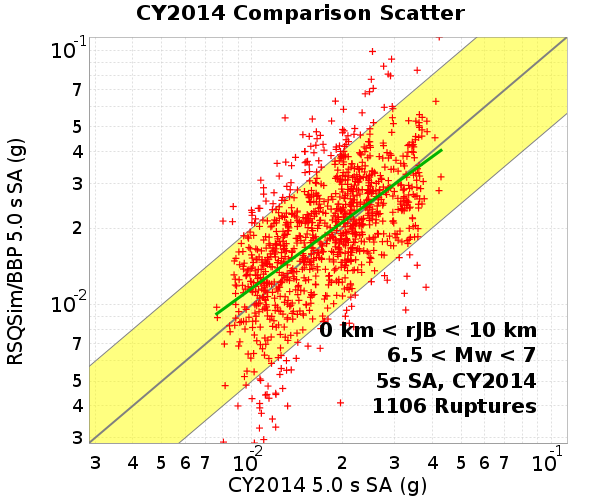 CY2014 Comparison Scatter
10⁻¹
7
5
4
3
2
10⁻²
7
5
4
3
RSQSim/BBP 5.0 s SA (g)
0 km < rJB < 10 km
6.5 < Mw < 7
5s SA, CY2014
1106 Ruptures
3 4 5 6 7 10⁻² 2 3 4 5 6 7 10⁻¹
CY2014 5.0 s SA (g)